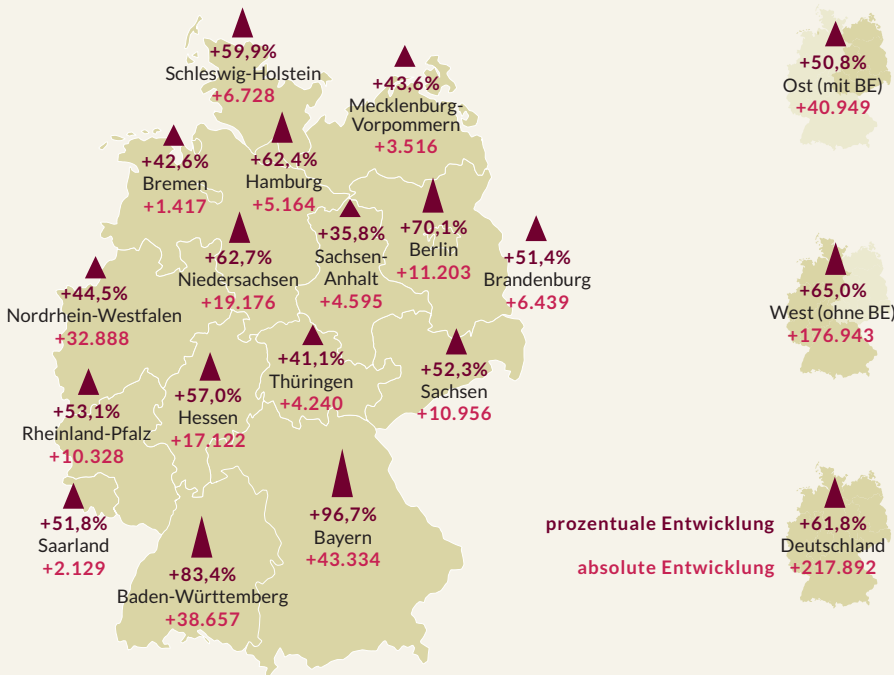 +59,9%
Schleswig-Holstein
+6.728
+43,6%
Mecklenburg-
Vorpommern
+3.516
+42,6%
Bremen
+1.417
+62,4%
Hamburg
+5.164
+62,7%
Niedersachsen
+19.176
+35,8%
Sachsen-
Anhalt
+4.595
+70,1%
Berlin
+11.203
+51,4%
Brandenburg
+6.439
+44,5%
Nordrhein-Westfalen
+32.888
+53,1%
Rheinland-Pfalz
+10.328
+57,0%
Hessen
+17.122
+41,1%
Thüringen
+4.240
+52,3%
Sachsen
+10.956
+51,8%
Saarland
+2.129
+83,4%
Baden-Württemberg
+38.657
+96,7%
Bayern
+43.334
+50,8%
Ost (mit BE)
+40.949
+65,0%
West (ohne BE)
+176.943
prozentuale Entwicklung +61,8%
Deutschland
absolute Entwicklung +217.892